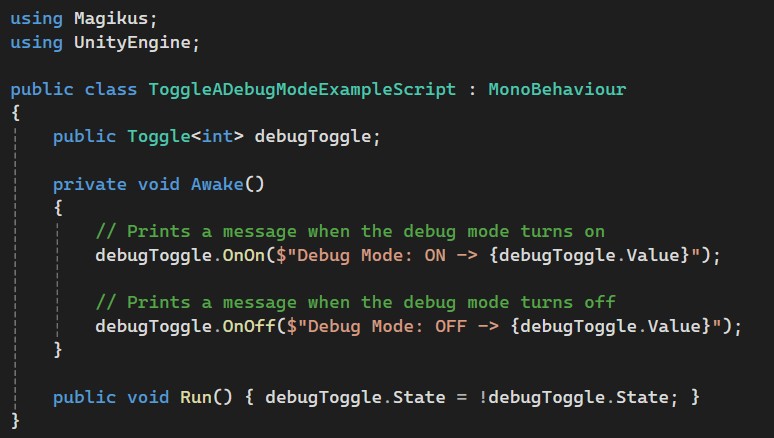 using Magikus;
using UnityEngine;
public class ToggleADebugModeExampleScript : MonoBehaviour
{
public Toggle<int> debugToggle;
private void Awake()
{
// Prints a message when the debug mode turns on
debugToggle.OnOn($"Debug Mode: ON -> {debugToggle.Value}");
// Prints a message when the debug mode turns off
debugToggle.OnOff($"Debug Mode: OFF -> {debugToggle.Value}");
}
public void Run() { debugToggle.State = !debugToggle.State; }
}